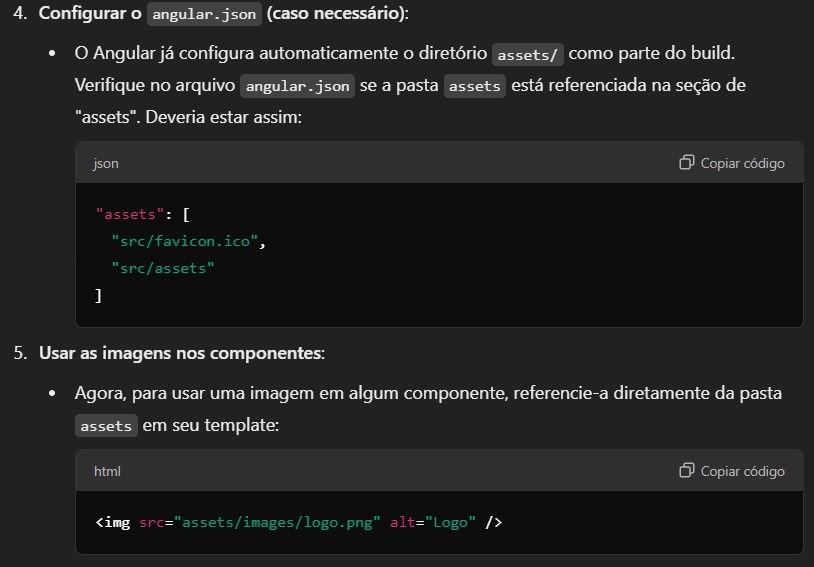 4. Configurar o angular.json (caso necessário):
• O Angular já configura automaticamente o diretório assets/ como parte do build.
Verifique no arquivo angular.json se a pasta assets está referenciada na seção de
"assets". Deveria estar assim:
json Copiar código
"assets": [
"src/favicon.ico",
"src/assets"
]
5. Usar as imagens nos componentes:
• Agora, para usar uma imagem em algum componente, referencie-a diretamente da pasta
assets em seu template:
html Copiar código
<img src="assets/images/logo.png" alt="Logo" />